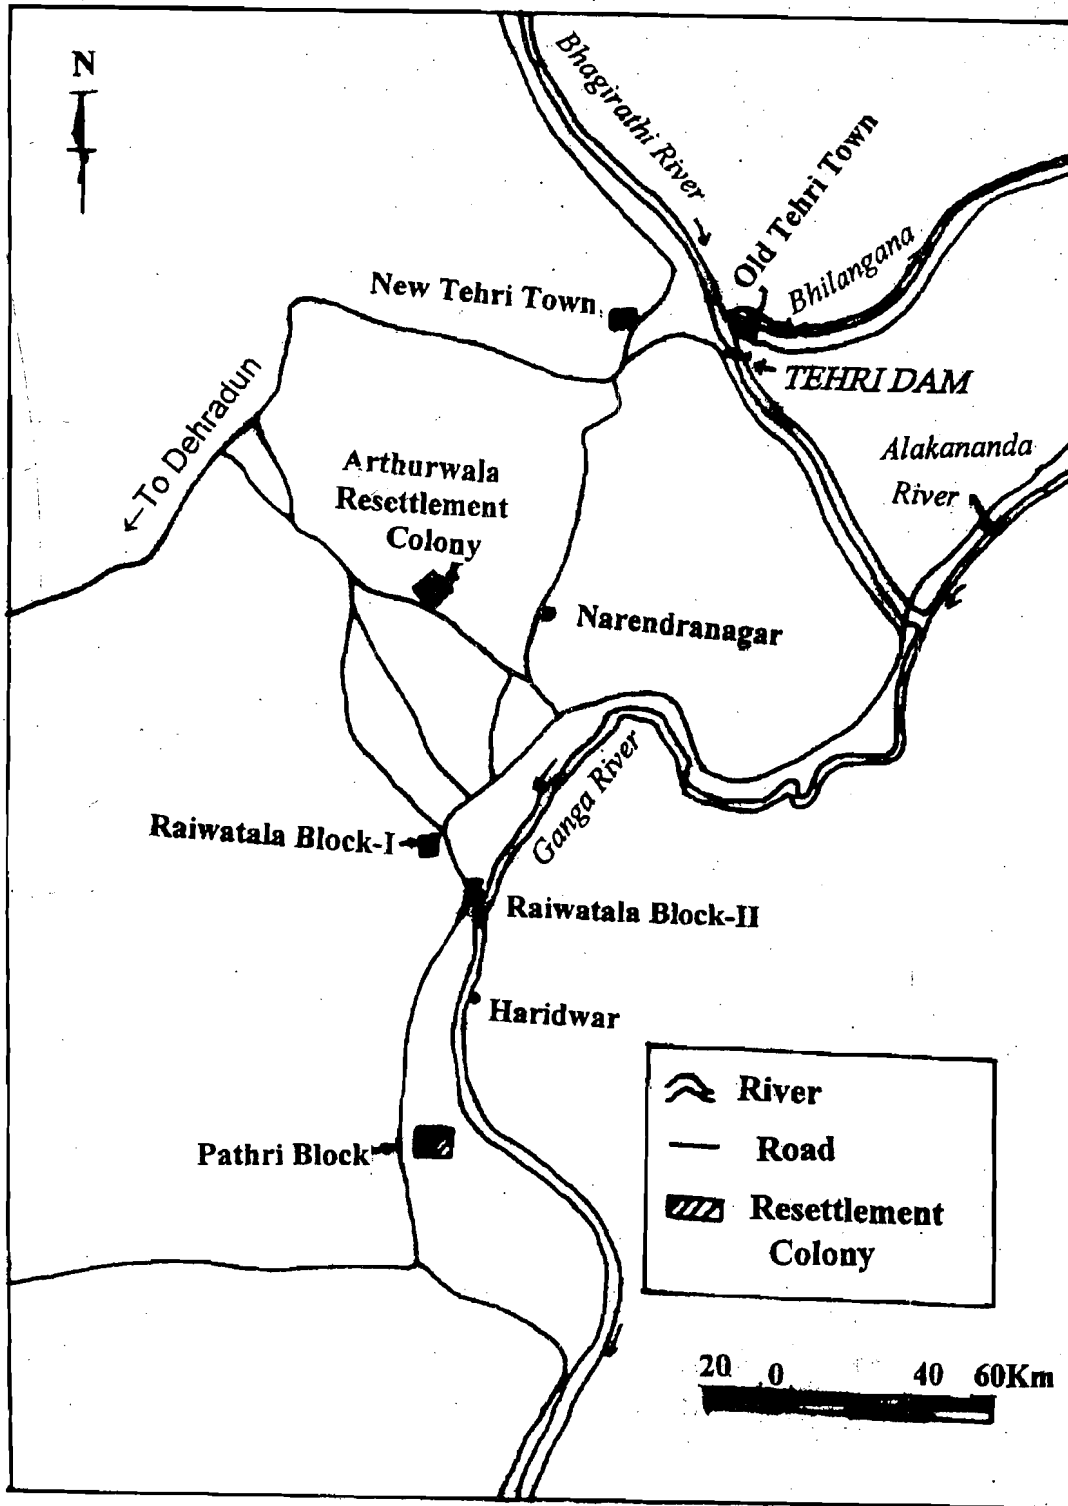 N
Bhagirathi River
Old Tehri Town
Bhilangana
New Tehri Town
TEHRI DAM
←To Dehradun
Alakananda
River
Arthurwala
Resettlement
Colony
Narendranagar
Ganga River
Raiwatala Block-I
Raiwatala Block-II
Haridwar
Pathri Block
River
Road
Resettlement
Colony
20 0 40 60Km